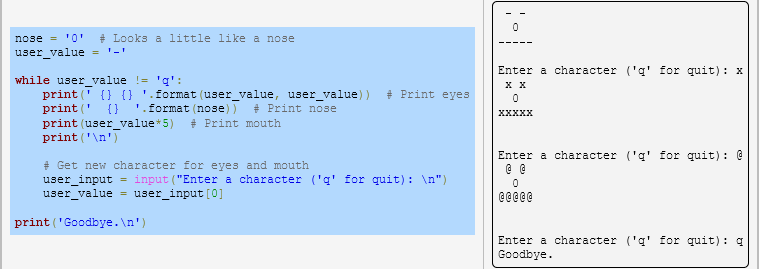 nose = '0'  # Looks a little like a nose
user_value = '-'

while user_value != 'q':
    print(' {} {} '.format(user_value, user_value))  # Print eyes
    print('  {}  '.format(nose))  # Print nose
    print(user_value*5)  # Print mouth
    print('\n')

    # Get new character for eyes and mouth
    user_input = input("Enter a character ('q' for quit): \n")
    user_value = user_input[0]

print('Goodbye.\n')
 - -
  0
-----

Enter a character ('q' for quit): x
 x x
  0
xxxxx


Enter a character ('q' for quit): @
 @ @
  0
@@@@@


Enter a character ('q' for quit): q
Goodbye.